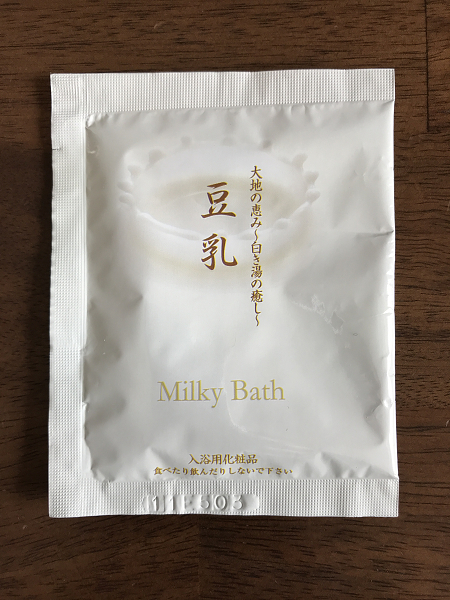 大地の恵み～白き湯の癒し～
豆乳
Milky Bath
入浴用化粧品
食べたり飲んだりしないで下さい